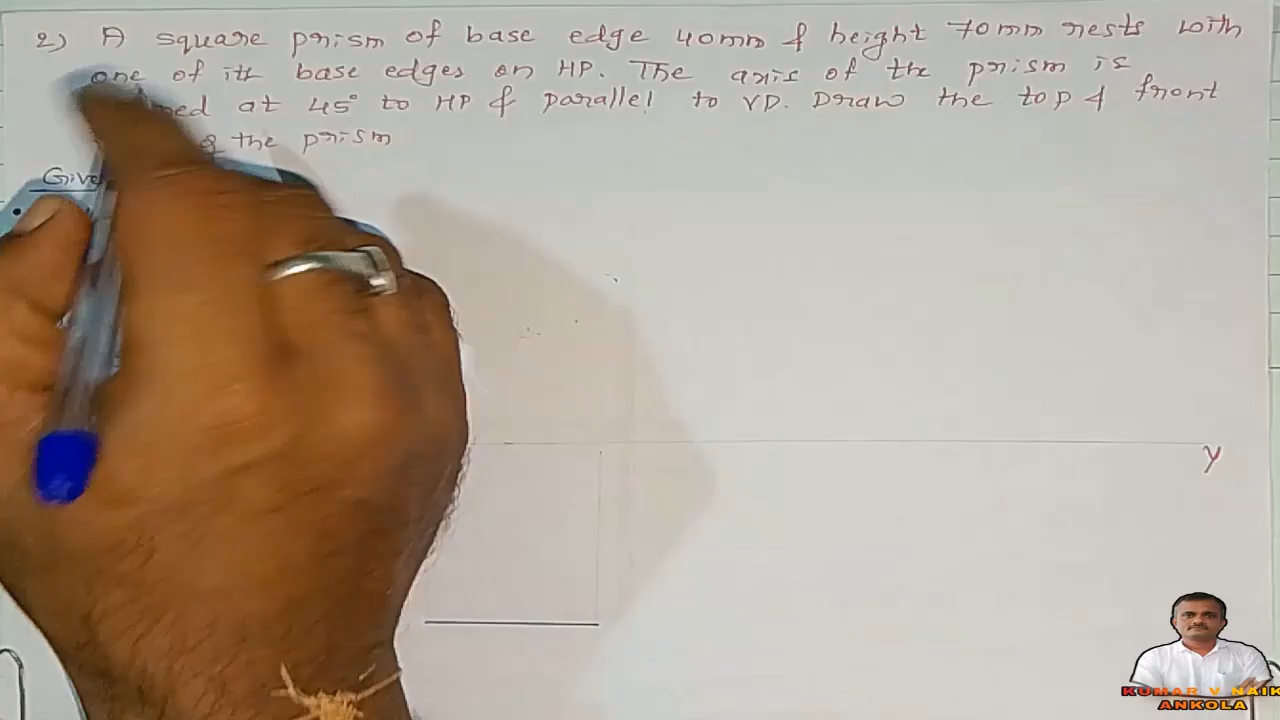 2) A square prism of base edge 40mm & height 70mm rests with
one of its base edges on HP. The axis of the prism is
at 45° to HP & parallel to VP. Draw the top & front
of the prism
Give
Y
KUMAR V NAIK
ANKOLA